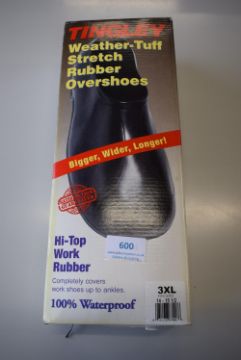 TINGLEY
Weather-Tuff
Stretch
Rubber
Overshoes
Bigger, Wider, Longer!
600
Hi-Top
Work
Rubber
Completely covers
work shoes up to ankles.
100% Waterproof
3XL